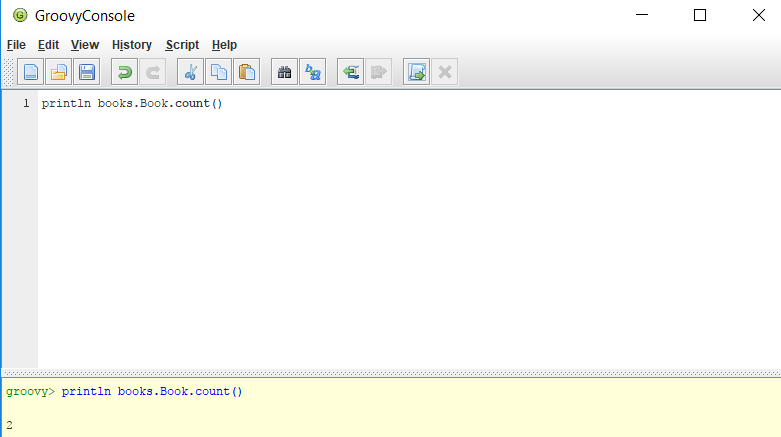 GroovyConsole
File Edit View History Script Help
1 println books.Book.count()
groovy> println books.Book.count()
2